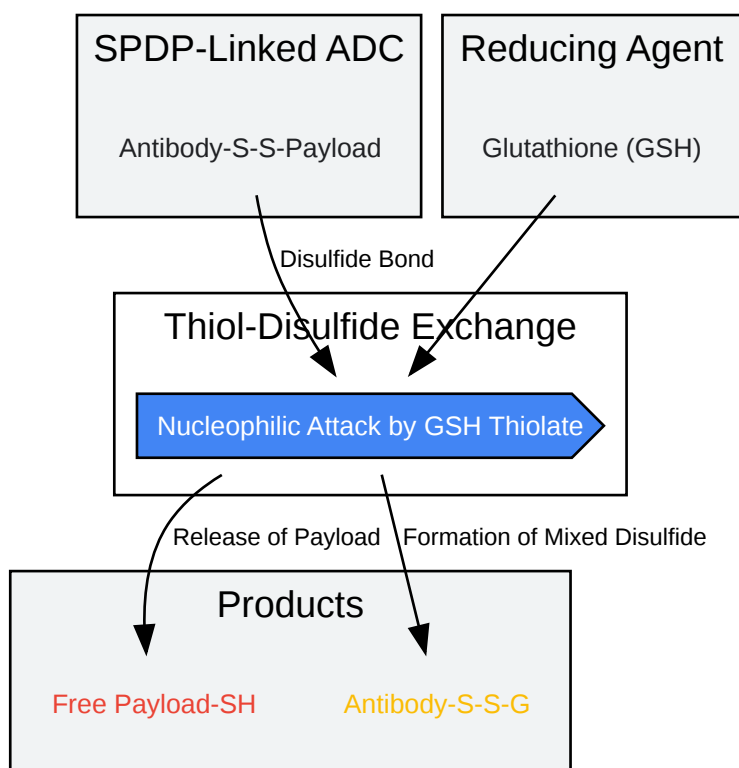 SPDP-Linked ADC
Reducing Agent
Antibody-S-S-Payload
Glutathione (GSH)
Disulfide Bond
Thiol-Disulfide Exchange
Nucleophilic Attack by GSH Thiolate
Release of Payload
Formation of Mixed Disulfide
Products
Free Payload-SH
Antibody-S-S-G